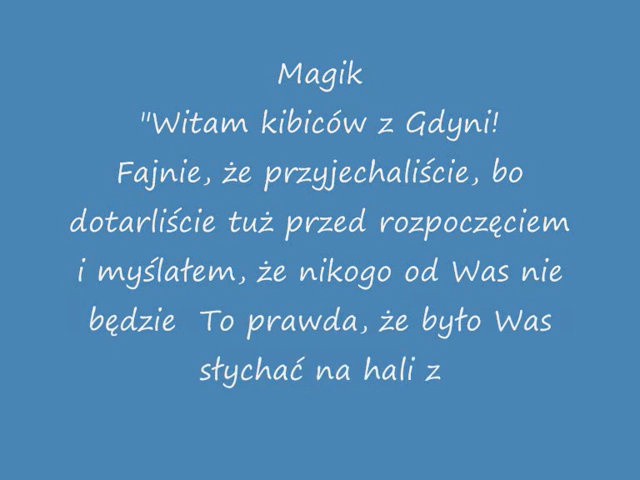 Magik
"Witam kibiców z Gdyni!
Fajnie, że przyjechaliście, bo
dotarliście tuż przed rozpoczęciem
i myślałem, że nikogo od Was nie
będzie  To prawda, że było Was
słychać na hali z